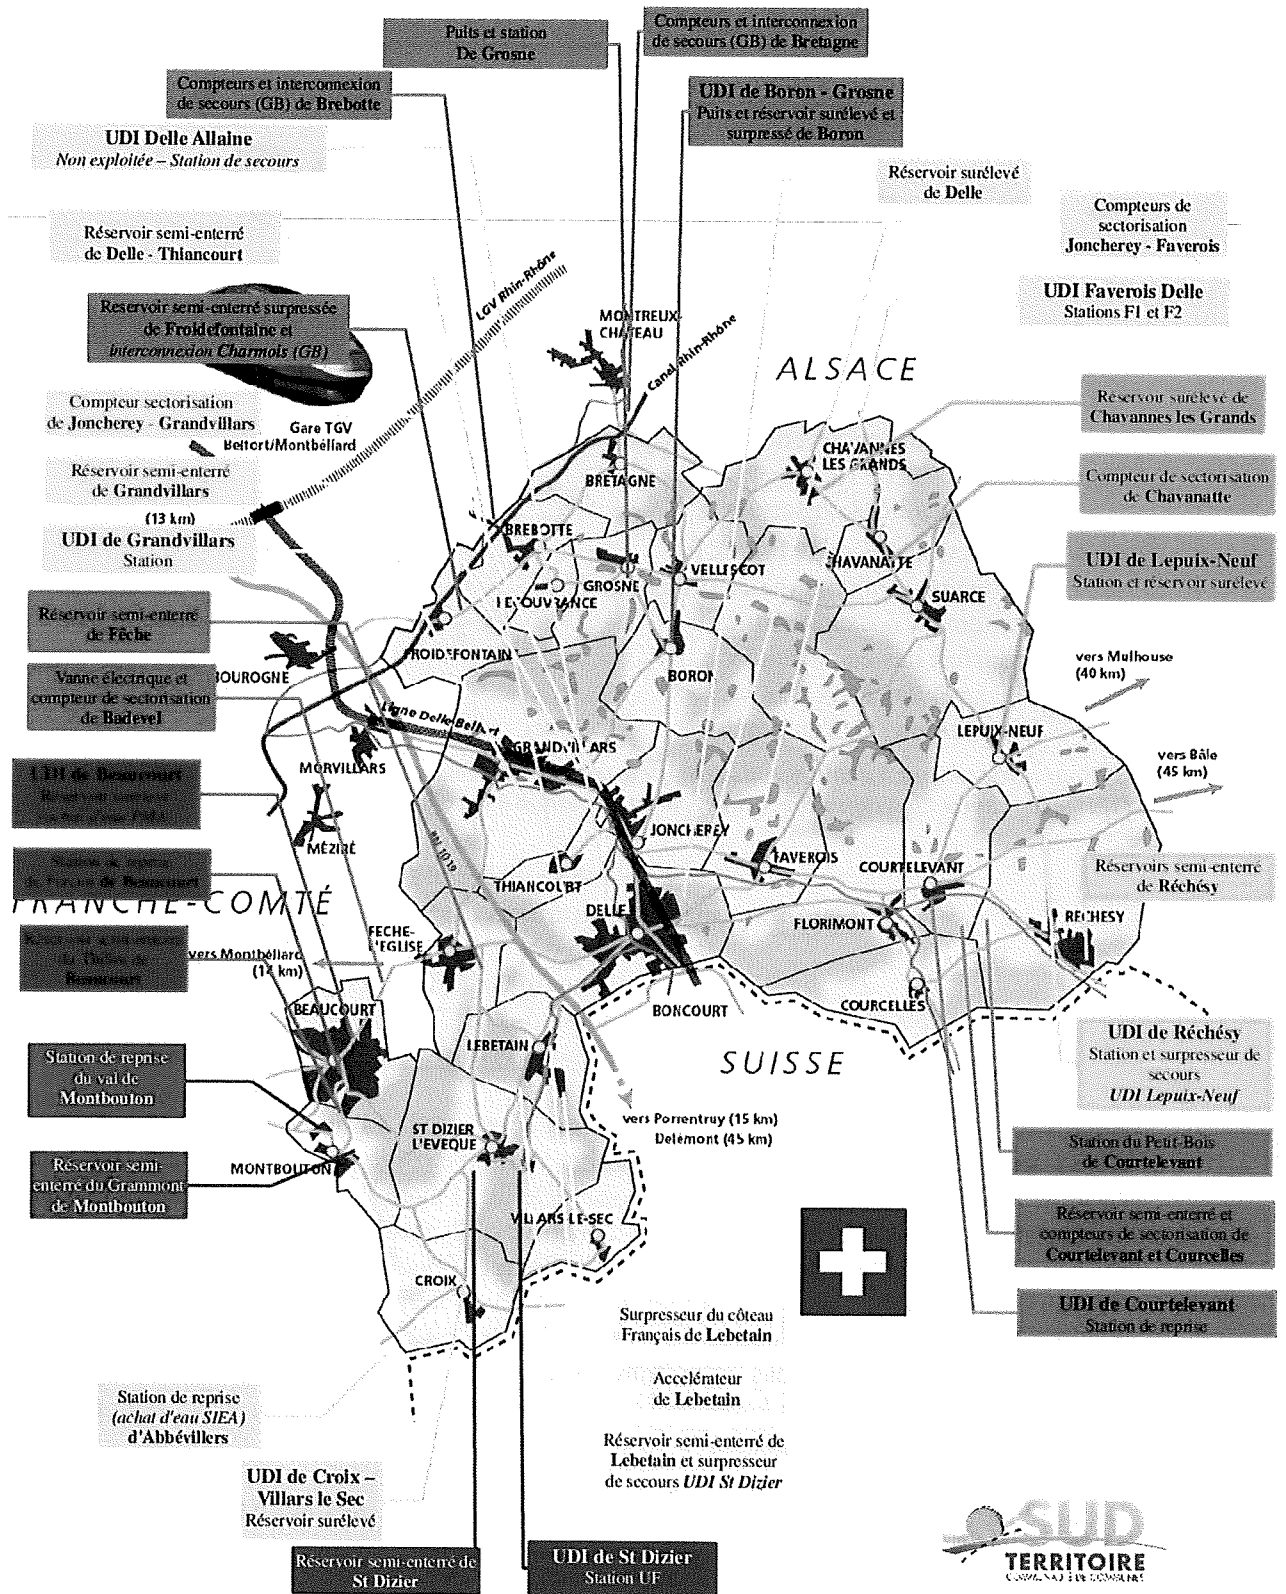 Puits et station
De Grosne
Compteurs et interconnexion
de secours (GB) de Bretagne
Compteurs et interconnexion
de secours (GB) de Brebotte
UDI de Boron - Grosne
Puits et réservoir surélevé et
surpressé de Boron
UDI Delle Allaine
Non exploitée – Station de secours
Réservoir surélevé
de Delle
Compteurs de
sectorisation
Joncherey - Faverois
Réservoir semi-enterré
de Delle - Thiancourt
UDI Faverois Delle
Stations F1 et F2
Reservoir semi-enterré surpressée
de Froidefontaine et
interconnexion Charmois (GB)
LGV Rhin-Rhône
MONTREUX-
CHATEAU
Canal Rhin-Rhône
ALSACE
Réservoir surélevé de
Chavannes les Grands
Compteur sectorisation
de Joncherey - Grandvillars
Gare TGV
Belfort/Montbéliard
CHAVANNES
LES GRANDS
Réservoir semi-enterré
de Grandvillars
(13 km)
BRETAGNE
Compteur de sectorisation
de Chavanatte
UDI de Grandvillars
Station
BREBOTTE
GROSNE
VELLESCOT
CHAVANATTE
SUARCE
UDI de Lepuix-Neuf
Station et réservoir surélevé
Réservoir semi-enterré
de Fêche
FROIDEFONTAIN
BORON
BOUROGNE
Vanne électrique et
compteur de sectorisation
de Badevel
vers Mulhouse
(40 km)
Ligne Delle-Belfort
GRANDVILLARS
LEPUIX-NEUF
MORVILLARS
vers Bâle
(45 km)
UDI de Beaucourt
Réservoir surélevé
MÉZIRÉ
RN 1019
JONCHEREY
FAVEROIS
COURTELEVANT
Réservoirs semi-enterré
de Réchésy
Station de reprise
de Beaucourt
THIANCOURT
FRANCHE-COMTÉ
DELLE
FLORIMONT
RECHESY
FECHE-
L'EGLISE
Beaucourt
vers Montbéliard
(14 km)
BEAUCOURT
BONCOURT
COURCELLES
LEBETAIN
SUISSE
UDI de Réchésy
Station et surpresseur de
secours
UDI Lepuix-Neuf
Station de reprise
du val de
Montbouton
vers Porrentruy (15 km)
Delémont (45 km)
ST DIZIER
L'EVEQUE
Station du Petit Bois
de Courtelevant
MONTBOUTON
Réservoir semi-
enterré du Grammont
de Montbouton
VILLARS LE-SEC
Réservoir semi-enterré et
compteurs de sectorisation de
Courtelevant et Courcelles
CROIX
UDI de Courtelevant
Station de reprise
Surpresseur du côteau
Français de Lebetain
Accelérateur
de Lebetain
Station de reprise
(achat d'eau SIEA)
d'Abbévillers
Réservoir semi-enterré de
Lebetain et surpresseur
de secours UDI St Dizier
UDI de Croix –
Villars le Sec
Réservoir surélevé
Réservoir semi-enterré de
St Dizier
UDI de St Dizier
Station UF
SUD
TERRITOIRE